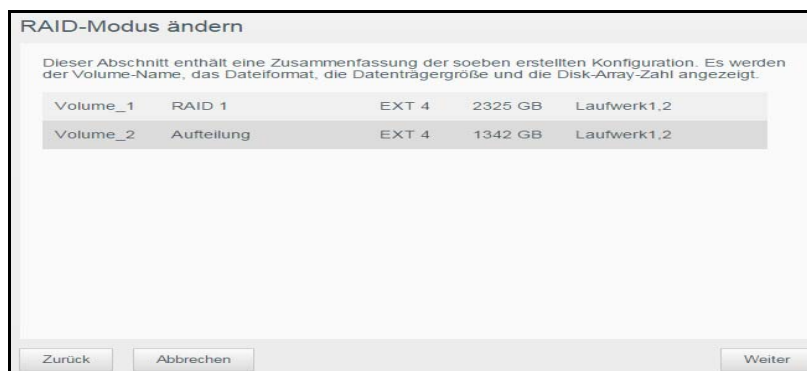 RAID-Modus ändern
Dieser Abschnitt enthält eine Zusammenfassung der soeben erstellten Konfiguration. Es werden
der Volume-Name, das Dateiformat, die Datenträgergröße und die Disk-Array-Zahl angezeigt.
Volume_1 RAID 1 EXT 4 2325 GB Laufwerk1,2
Volume_2 Aufteilung EXT 4 1342 GB Laufwerk1,2
Zurück Abbrechen Weiter